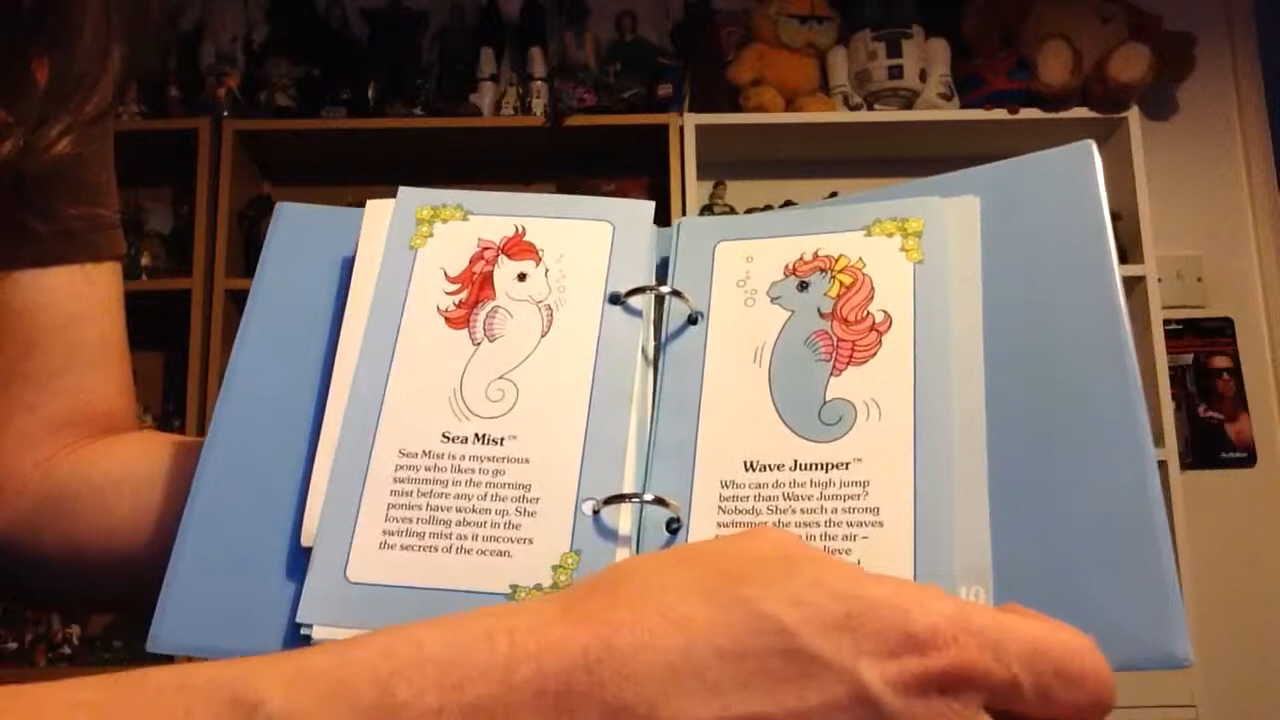 Sea Mist™
Sea Mist is a mysterious
pony who likes to go
swimming in the morning
mist before any of the other
ponies have woken up. She
loves rolling about in the
swirling mist as it uncovers
the secrets of the ocean.
Wave Jumper™
Who can do the high jump
better than Wave Jumper?
Nobody. She's such a strong
swimmer she uses the waves
in the air –
10